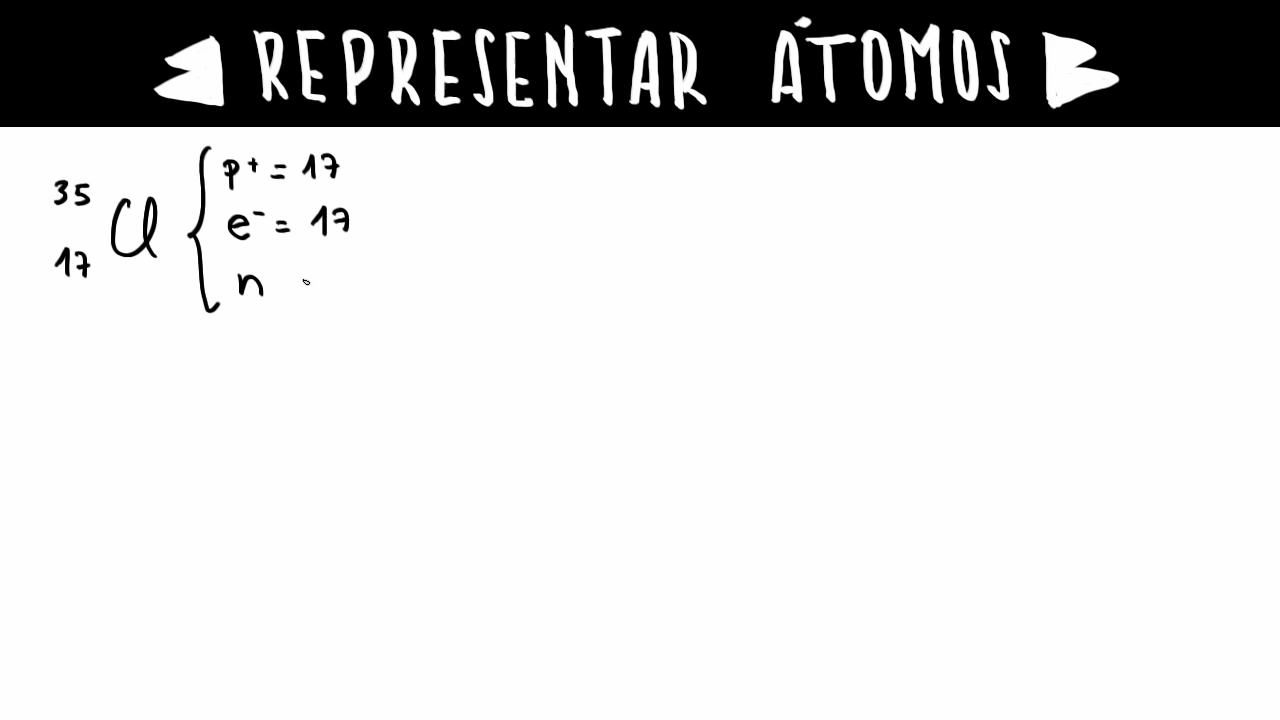 REPRESENTAR ÁTOMOS
35
17 Cl
p+ = 17
e- = 17
n